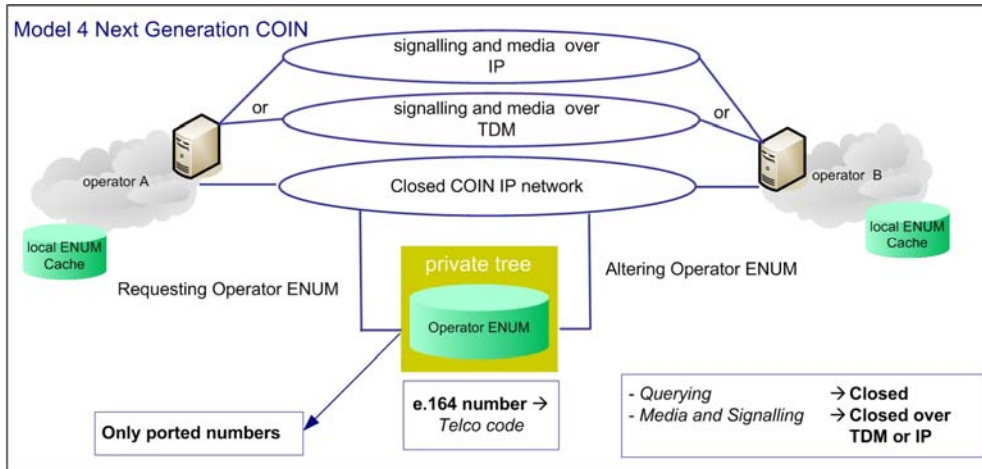 Model 4 Next Generation COIN
signalling and media over
IP
or
or
signalling and media over
TDM
operator A
Closed COIN IP network
operator B
local ENUM
Cache
local ENUM
Cache
private tree
Requesting Operator ENUM
Altering Operator ENUM
Operator ENUM
Only ported numbers
e.164 number →
Telco code
- Querying → Closed
- Media and Signalling → Closed over
TDM or IP